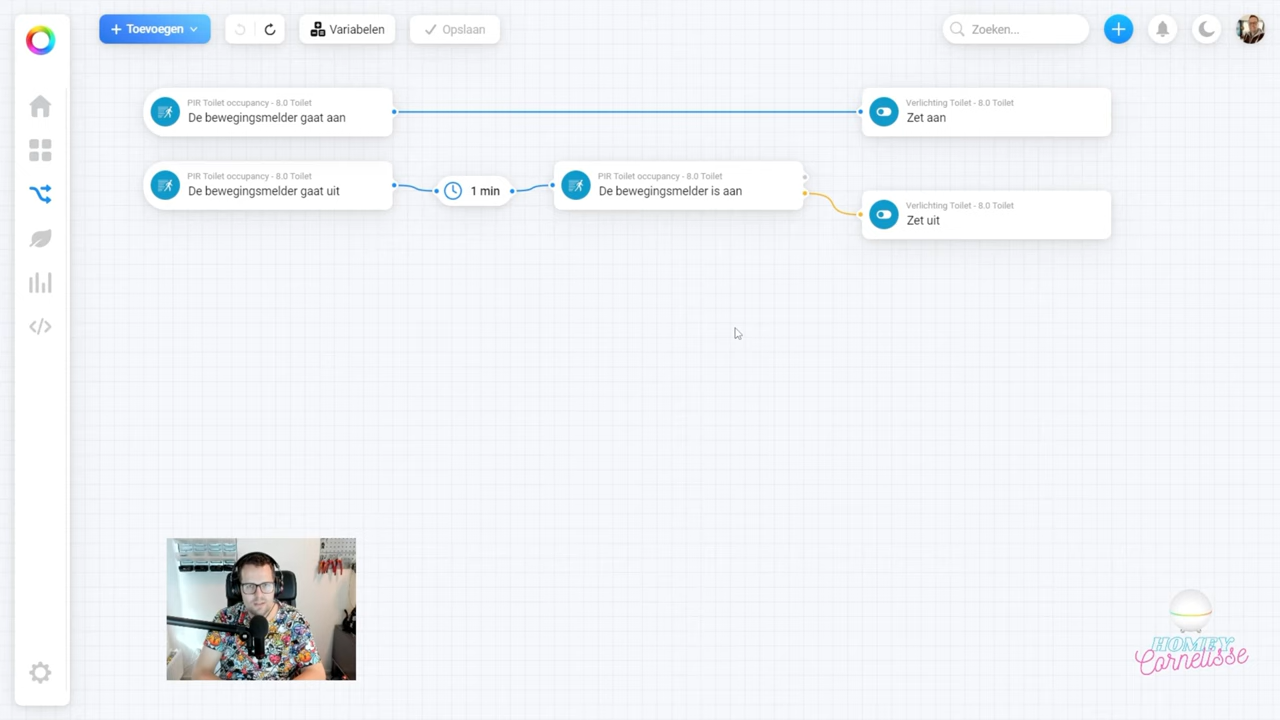 Toevoegen
Variabelen
Opslaan
Zoeken...
PIR Toilet occupancy - 8.0 Toilet
De bewegingsmelder gaat aan
Verlichting Toilet - 8.0 Toilet
Zet aan
PIR Toilet occupancy - 8.0 Toilet
De bewegingsmelder gaat uit
1 min
PIR Toilet occupancy - 8.0 Toilet
De bewegingsmelder is aan
Verlichting Toilet - 8.0 Toilet
Zet uit
HOMEY
Cornelisse